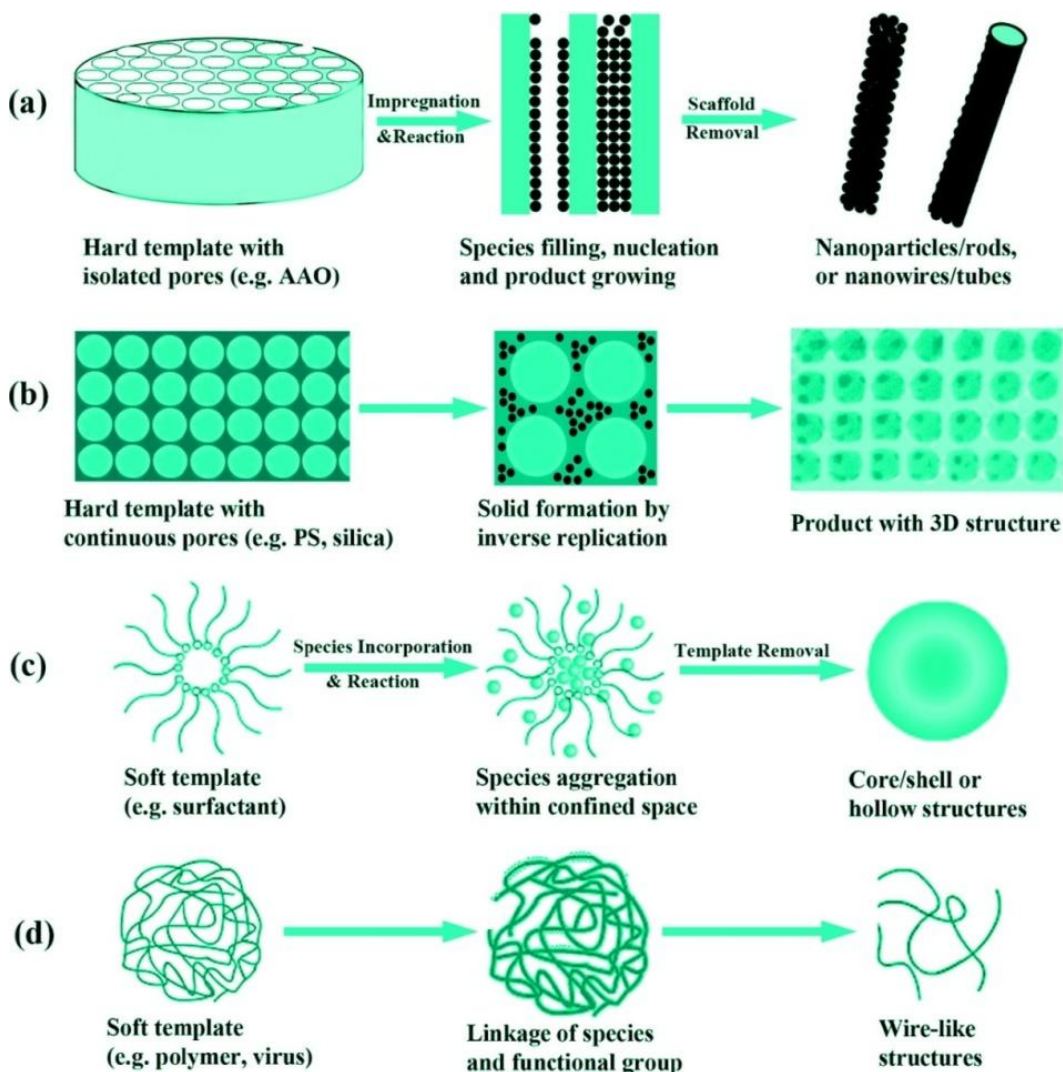 (a)
Impregnation
&Reaction
Scaffold
Removal
Hard template with
isolated pores (e.g. AAO)
Species filling, nucleation
and product growing
Nanoparticles/rods,
or nanowires/tubes
(b)
Hard template with
continuous pores (e.g. PS, silica)
Solid formation by
inverse replication
Product with 3D structure
(c)
Species Incorporation
& Reaction
Template Removal
Soft template
(e.g. surfactant)
Species aggregation
within confined space
Core/shell or
hollow structures
(d)
Soft template
(e.g. polymer, virus)
Linkage of species
and functional group
Wire-like
structures